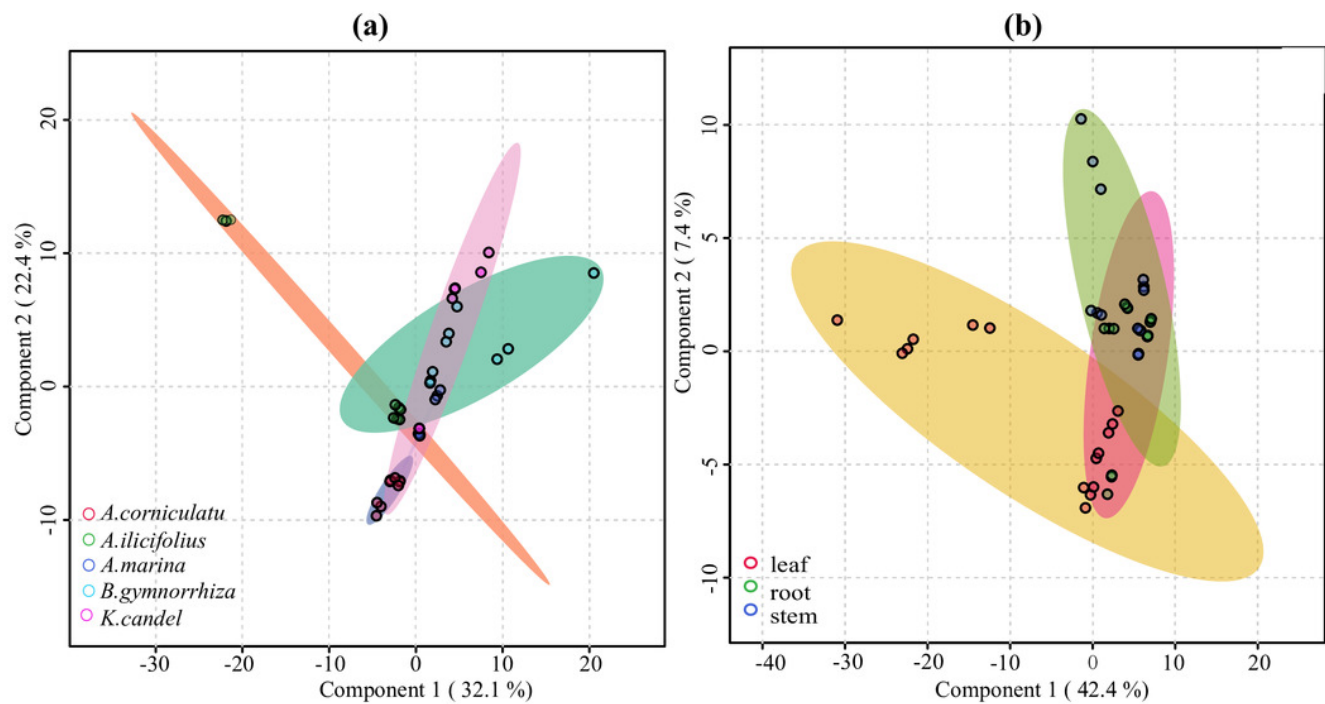 (a)
Component 2 ( 22.4 %)
20
10
0
-10
A.corniculatu
A.ilicifolius
A.marina
B.gymnorrhiza
K.candel
-30 -20 -10 0 10 20
Component 1 ( 32.1 %)
(b)
Component 2 ( 7.4 %)
10
5
0
-5
-10
leaf
root
stem
-40 -30 -20 -10 0 10 20
Component 1 ( 42.4 %)